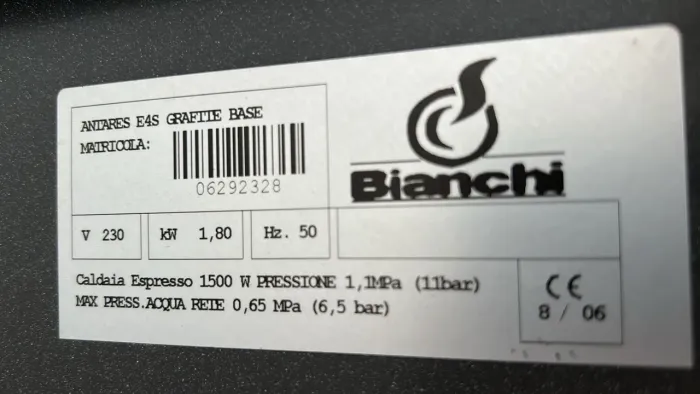 ANTARES E4S GRAFITE BASE
MATRICOLA:
06292328
Bianchi
V 230
kW 1,80
Hz. 50
Caldaia Espresso 1500 W PRESSIONE 1,1MPa (11bar)
MAX PRESS.ACQUA RETE 0,65 MPa (6,5 bar)
CE
8 / 06